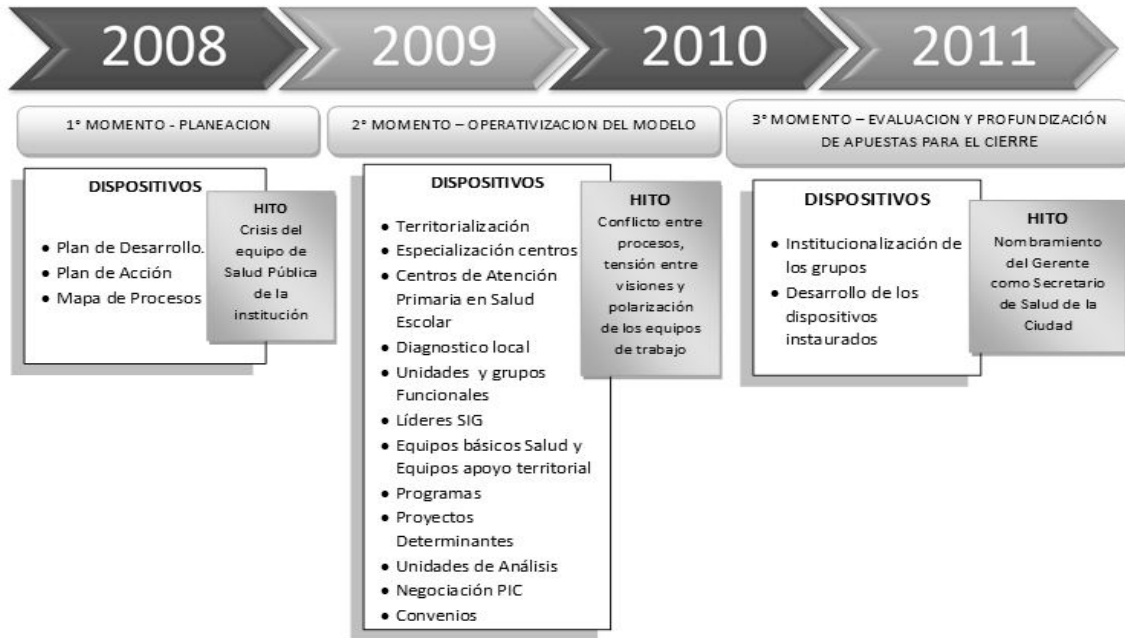 2008
2009
2010
2011
1° MOMENTO - PLANEACION
DISPOSITIVOS
• Plan de Desarrollo.
• Plan de Acción
• Mapa de Procesos
HITO
Crisis del
equipo de
Salud Pública
de la
institución
2° MOMENTO – OPERATIVIZACION DEL MODELO
DISPOSITIVOS
• Territorialización
• Especialización centros
• Centros de Atención
Primaria en Salud
Escolar
• Diagnostico local
• Unidades y grupos
Funcionales
• Líderes SIG
• Equipos básicos Salud y
Equipos apoyo territorial
• Programas
• Proyectos
Determinantes
• Unidades de Análisis
• Negociación PIC
• Convenios
HITO
Conflicto entre
procesos,
tensión entre
visiones y
polarización
de los equipos
de trabajo
3° MOMENTO – EVALUACION Y PROFUNDIZACIÓN
DE APUESTAS PARA EL CIERRE
DISPOSITIVOS
• Institucionalización de
los grupos
• Desarrollo de los
dispositivos
instaurados
HITO
Nombramiento
del Gerente
como Secretario
de Salud de la
Ciudad